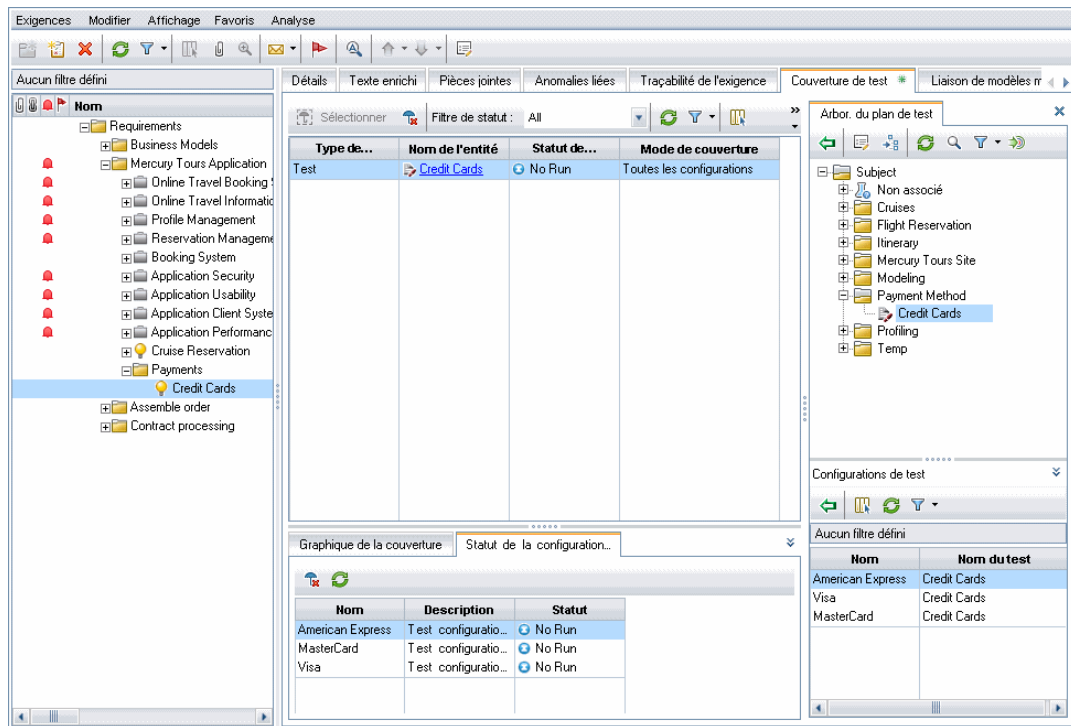 Exigences Modifier Affichage Favoris Analyse
Aucun filtre défini
Nom
Requirements
Business Models
Mercury Tours Application
Online Travel Booking
Online Travel
Profile Management
Reservation
Booking System
Application Security
Application Usability
Application Client
Application
Cruise Reservation
Payments
Credit Cards
Assemble order
Contract processing
Détails Texte enrichi Pièces jointes Anomalies liées Traçabilité de l'exigence Couverture de test * Liaison de modèles
Sélectionner Filtre de statut : All »
Type de... Nom de l'entité Statut de... Mode de couverture
Test Credit Cards No Run Toutes les configurations
Graphique de la couverture Statut de la configuration...
Nom Description Statut
American Express Test configuratio... No Run
MasterCard Test configuratio... No Run
Visa Test configuratio... No Run
Arbor. du plan de test
Subject
Non associé
Cruises
Flight Reservation
Itinerary
Mercury Tours Site
Modeling
Payment Method
Credit Cards
Profiling
Temp
Configurations de test
Aucun filtre défini
Nom Nom du test
American Express Credit Cards
Visa Credit Cards
MasterCard Credit Cards